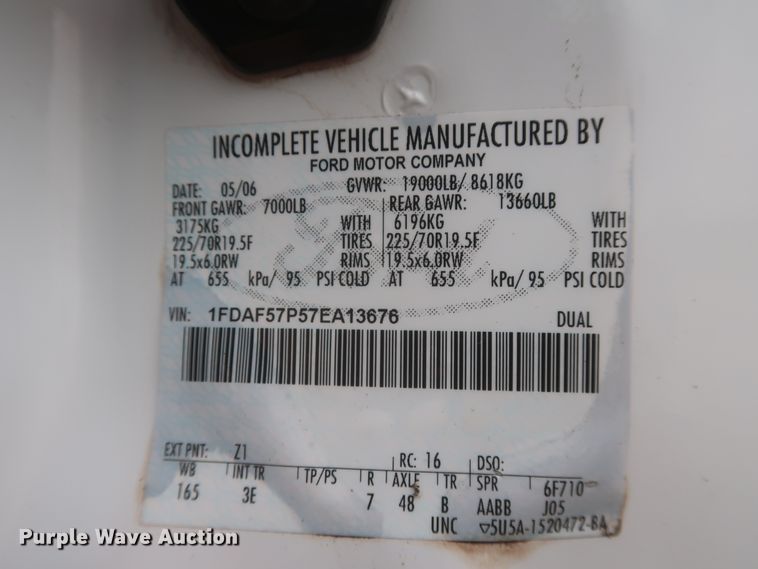 INCOMPLETE VEHICLE MANUFACTURED BY
FORD MOTOR COMPANY
DATE: 05/06 GVWR: 19000LB/ 8618KG
FRONT GAWR: 7000LB REAR GAWR: 13660LB
3175KG WITH 6196KG WITH
225/70R19.5F TIRES 225/70R19.5F TIRES
19.5x6.0RW RIMS 19.5x6.0RW RIMS
AT 655 kPa/ 95 PSI COLD AT 655 kPa/ 95 PSI COLD
VIN: 1FDAF57P57EA13676 DUAL
EXT PNT: Z1 RC: 16 DSO:
WB INT TR TP/PS R AXLE TR SPR 6F710
165 3E 7 48 B AABB J05
UNC ▽5U5A-1520472-BA
Purple Wave Auction